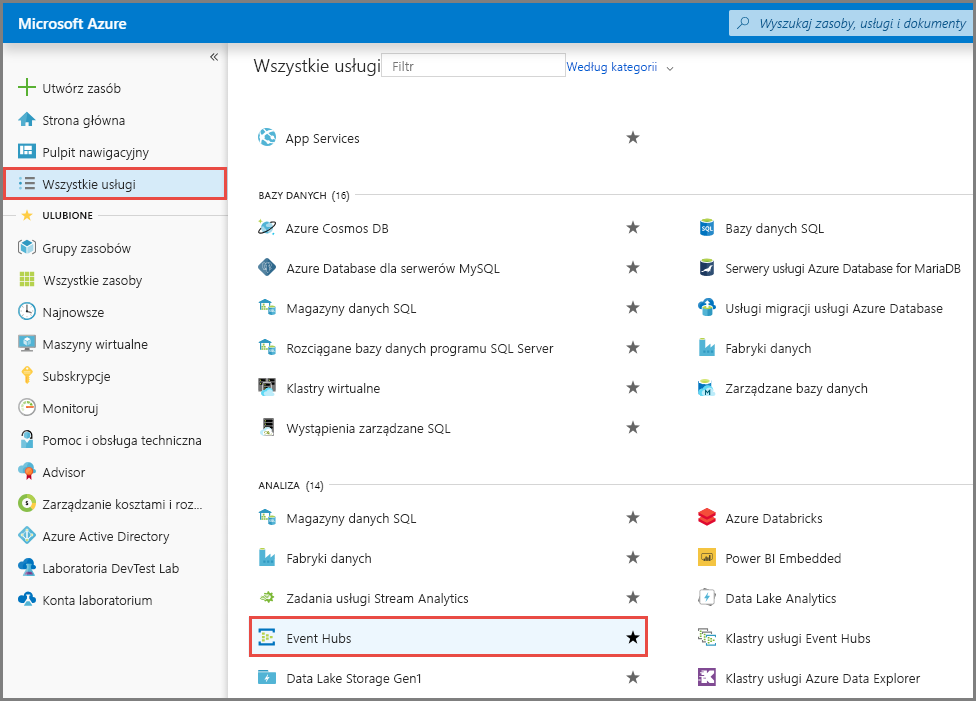 Microsoft Azure
Wyszukaj zasoby, usługi i dokumenty
«
Utwórz zasób
Strona główna
Pulpit nawigacyjny
Wszystkie usługi
ULUBIONE
Grupy zasobów
Wszystkie zasoby
Najnowsze
Maszyny wirtualne
Subskrypcje
Monitoruj
Pomoc i obsługa techniczna
Advisor
Zarządzanie kosztami i roz...
Azure Active Directory
Laboratoria DevTest Lab
Konta laboratorium
Wszystkie usługi Filtr Według kategorii
App Services
BAZY DANYCH (16)
Azure Cosmos DB
SQL Bazy danych SQL
Azure Database dla serwerów MySQL
Serwery usługi Azure Database for MariaDB
Magazyny danych SQL
Usługi migracji usługi Azure Database
Rozciągane bazy danych programu SQL Server
Fabryki danych
Klastry wirtualne
M Zarządzane bazy danych
Wystąpienia zarządzane SQL
ANALIZA (14)
Magazyny danych SQL
Azure Databricks
Fabryki danych
Power BI Embedded
Zadania usługi Stream Analytics
Data Lake Analytics
Event Hubs
Klastry usługi Event Hubs
Data Lake Storage Gen1
Klastry usługi Azure Data Explorer